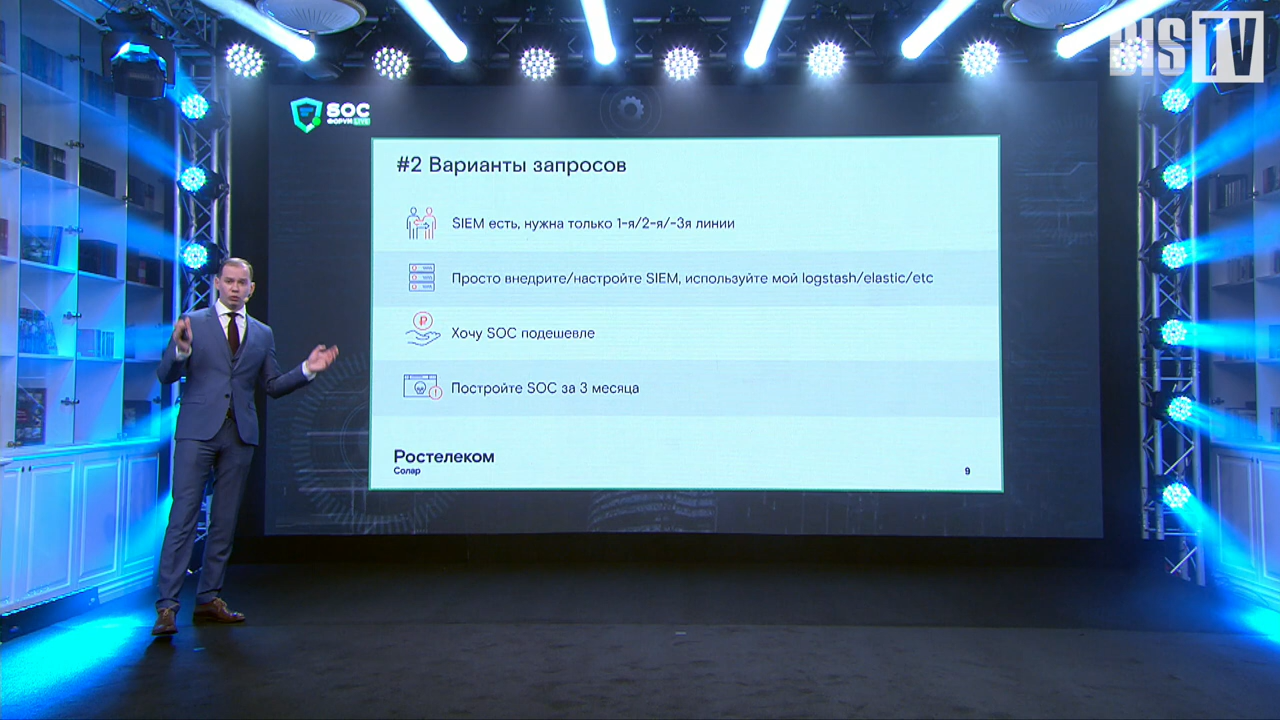 BIS TV
SOC
ФОРУМ LIVE
#2 Варианты запросов
SIEM есть, нужна только 1-я/2-я/-3я линии
Просто внедрите/настройте SIEM, используйте мой logstash/elastic/etc
Хочу SOC подешевле
Постройте SOC за 3 месяца
Ростелеком
Солар
9